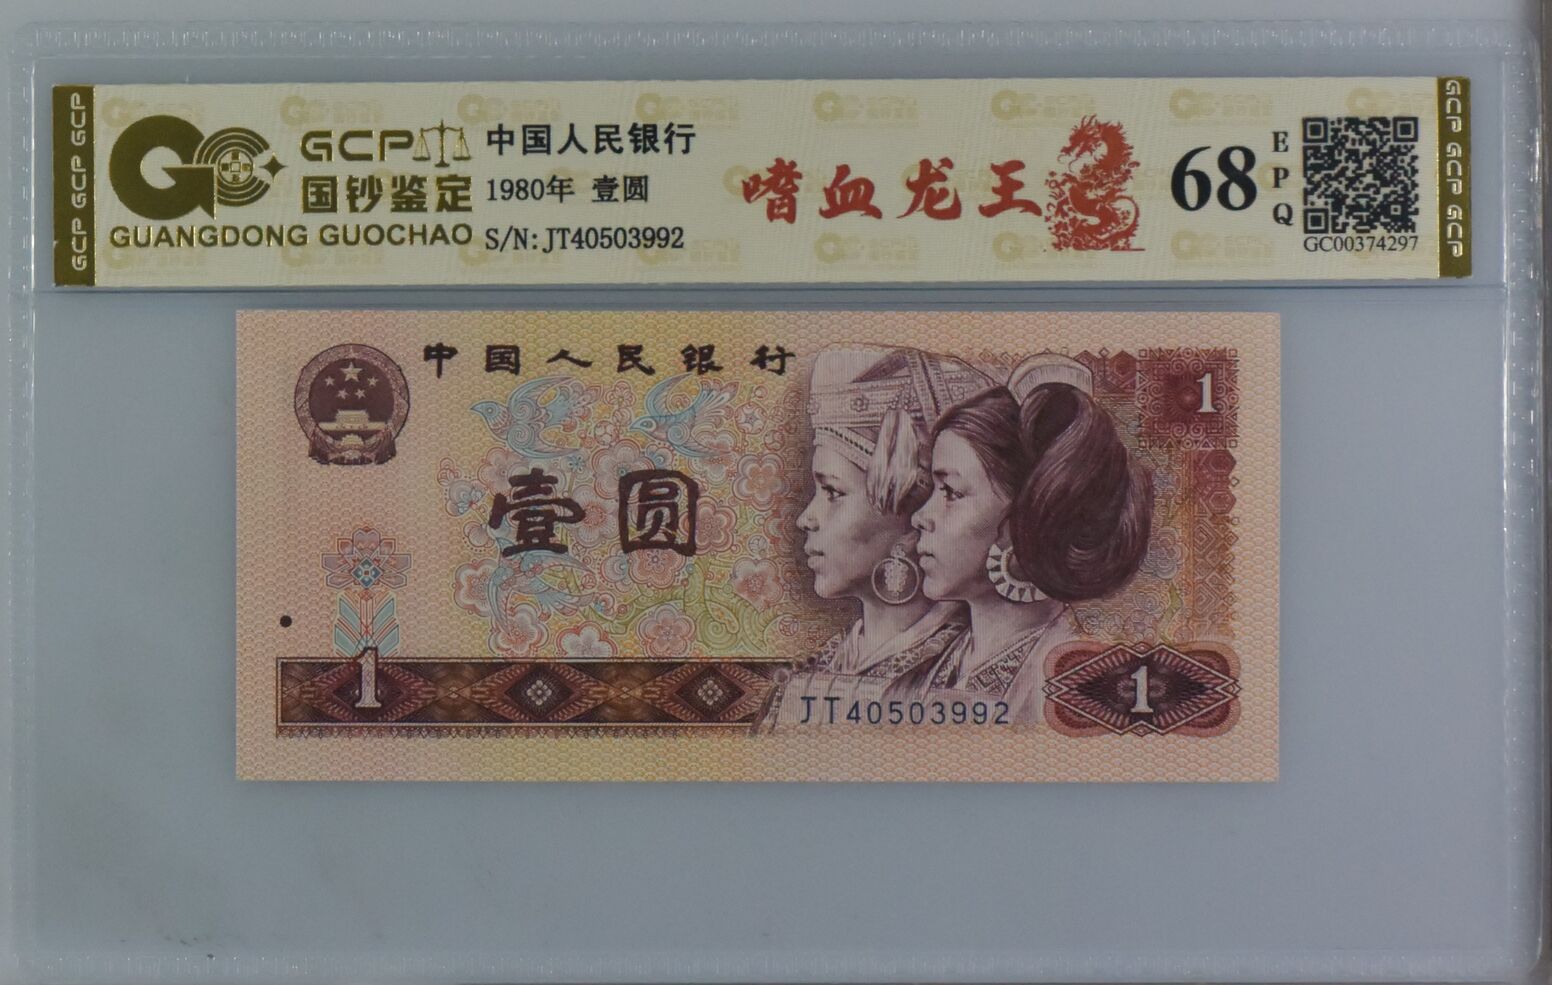 GCP GCP GCP
GCP
国钞鉴定
GUANGDONG GUOCHAO
中国人民银行
1980年 壹圆
S/N:JT40503992
嗜血龙王
68
EPQ
GC00374297
GCP GCP GCP
中国人民银行
1
壹圆
1
JT40503992
1